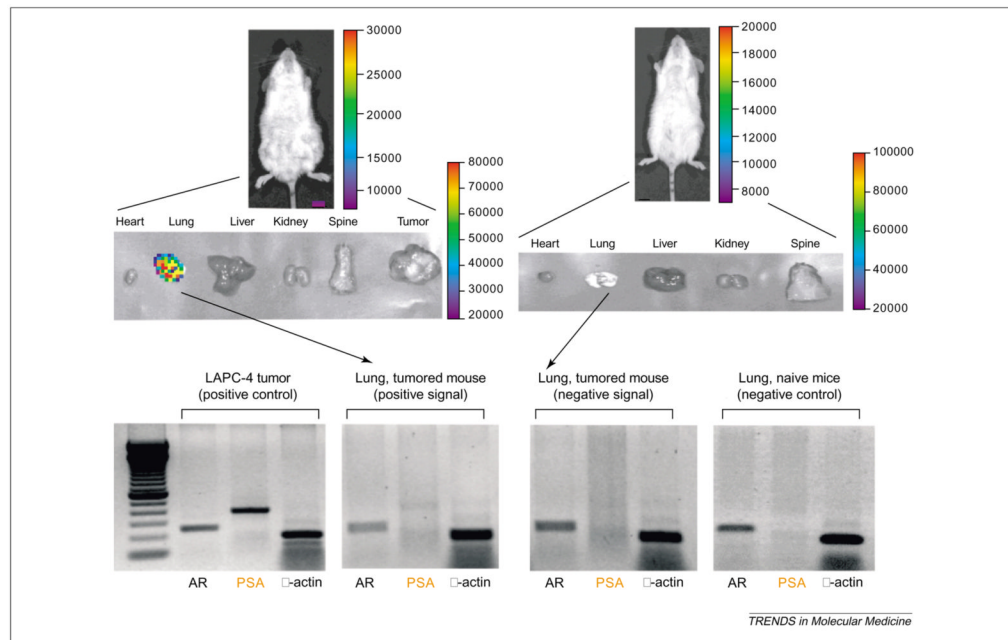 30000
25000
20000
15000
10000
20000
18000
16000
14000
12000
10000
8000
Heart Lung Liver Kidney Spine Tumor
80000
70000
60000
50000
40000
30000
20000
Heart Lung Liver Kidney Spine
100000
80000
60000
40000
20000
LAPC-4 tumor
(positive control)
Lung, tumored mouse
(positive signal)
Lung, tumored mouse
(negative signal)
Lung, naive mice
(negative control)
AR PSA □-actin
AR PSA □-actin
AR PSA □-actin
AR PSA □-actin
TRENDS in Molecular Medicine